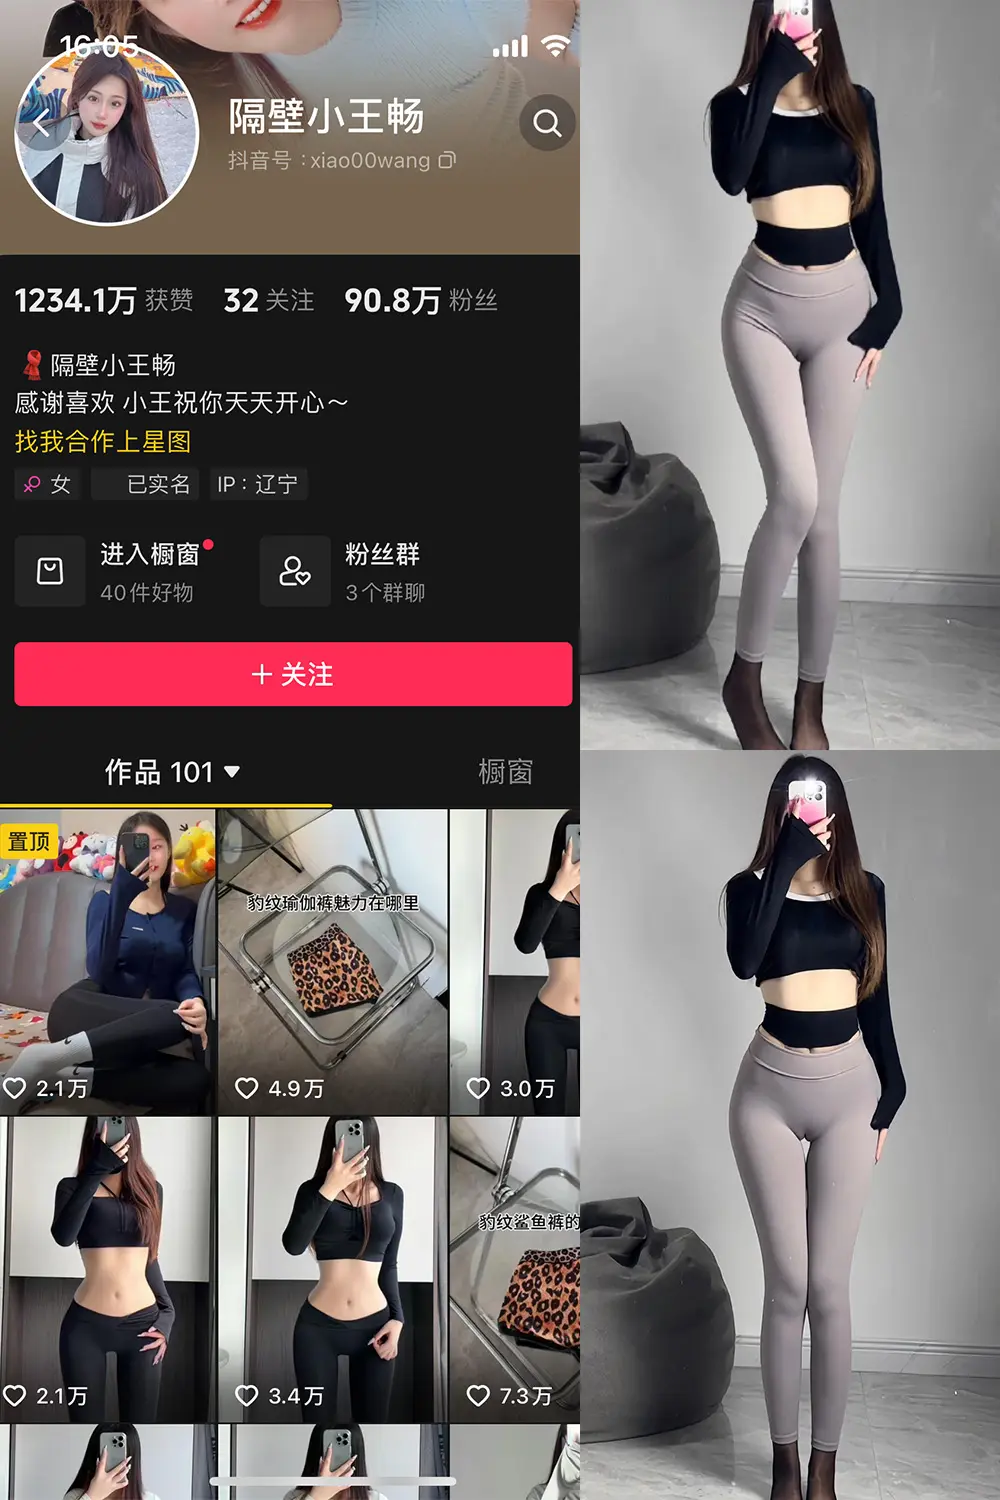 16:05
隔壁小王畅
抖音号：xiao00wang
1234.1万 获赞 32 关注 90.8万 粉丝
隔壁小王畅
感谢喜欢 小王祝你天天开心～
找我合作上星图
女 已实名 IP：辽宁
进入橱窗 粉丝群
40件好物 3个群聊
+ 关注
作品 101 橱窗
置顶
豹纹瑜伽裤魅力在哪里
2.1万 4.9万 3.0万
豹纹鲨鱼裤的
2.1万 3.4万 7.3万